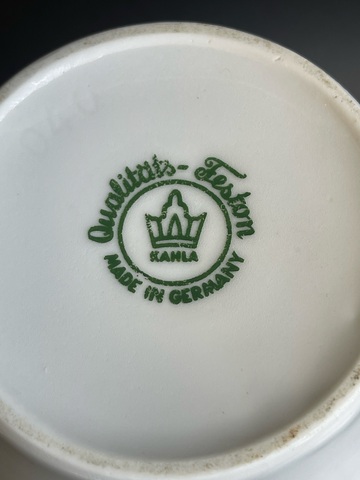 Qualitäts-Feston
KAHLA
MADE IN GERMANY